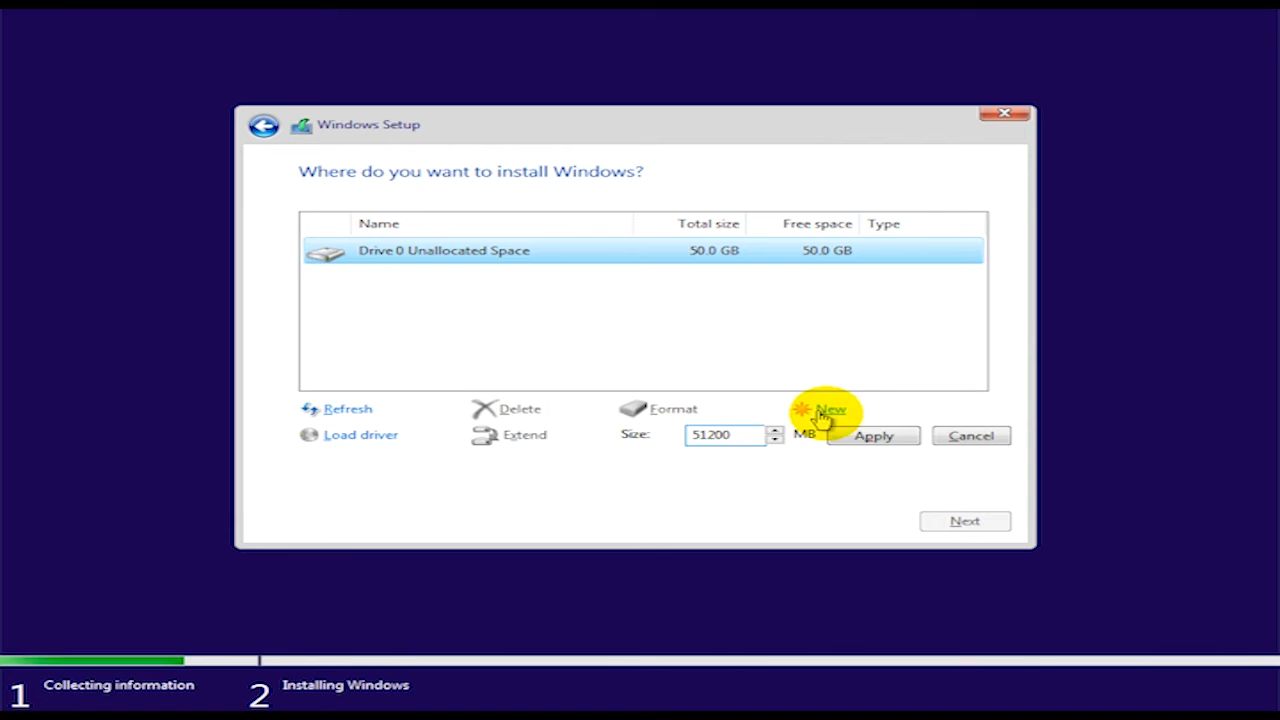 Windows Setup
Where do you want to install Windows?
Name Total size Free space Type
Drive 0 Unallocated Space 50.0 GB 50.0 GB
Refresh Delete Format New
Load driver Extend Size: 51200 MB Apply Cancel
Next
1 Collecting information 2 Installing Windows